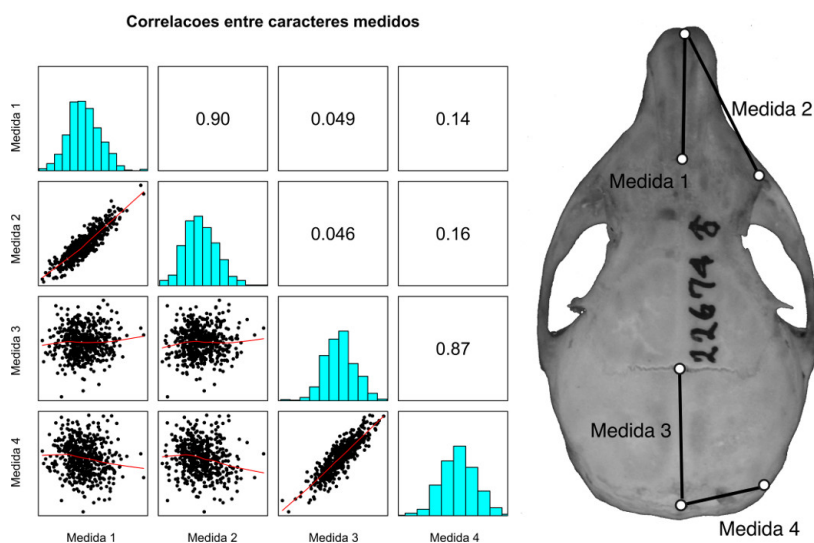 Correlacoes entre caracteres medidos
Medida 1
0.90
0.049
0.14
Medida 2
0.046
0.16
Medida 3
0.87
Medida 4
Medida 1
Medida 2
Medida 3
Medida 4
Medida 2
Medida 1
22674
Medida 3
Medida 4